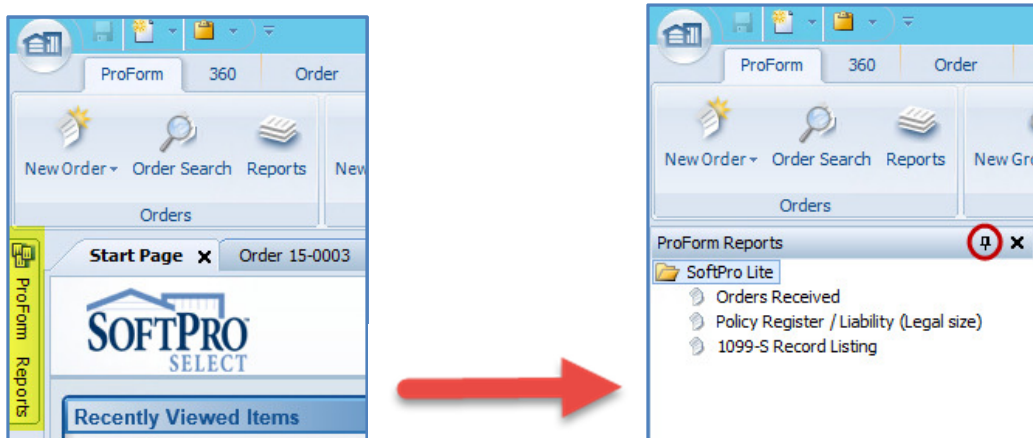 ProForm 360 Order
New Order Order Search Reports New
Orders
ProForm Reports
Start Page Order 15-0003
SOFTPRO
SELECT
Recently Viewed Items
ProForm 360 Order
New Order Order Search Reports New Gr
Orders
ProForm Reports
SoftPro Lite
Orders Received
Policy Register / Liability (Legal size)
1099-S Record Listing